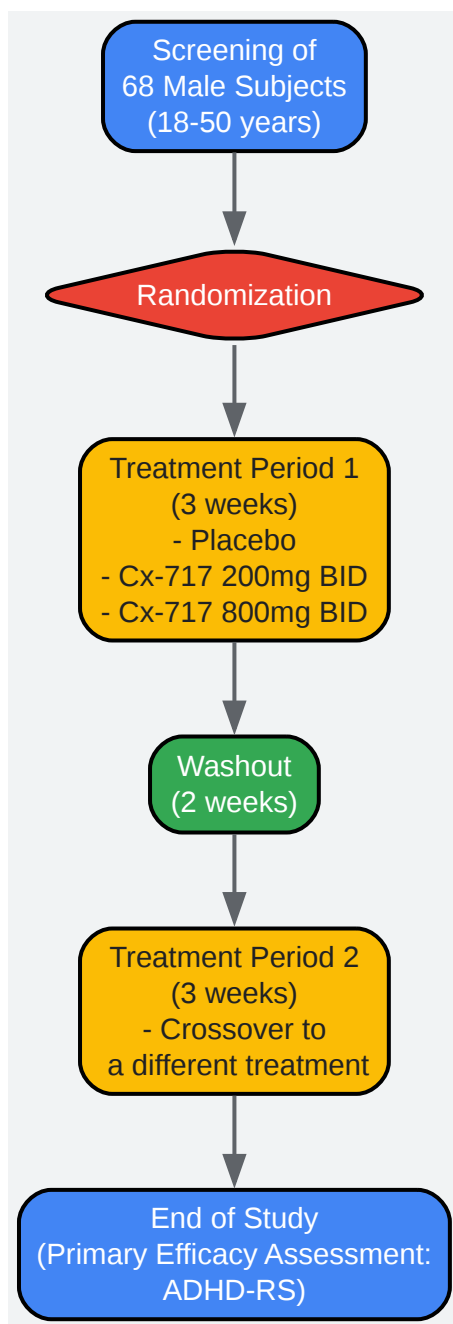 Screening of
68 Male Subjects
(18-50 years)
Randomization
Treatment Period 1
(3 weeks)
- Placebo
- Cx-717 200mg BID
- Cx-717 800mg BID
Washout
(2 weeks)
Treatment Period 2
(3 weeks)
- Crossover to
a different treatment
End of Study
(Primary Efficacy Assessment:
ADHD-RS)